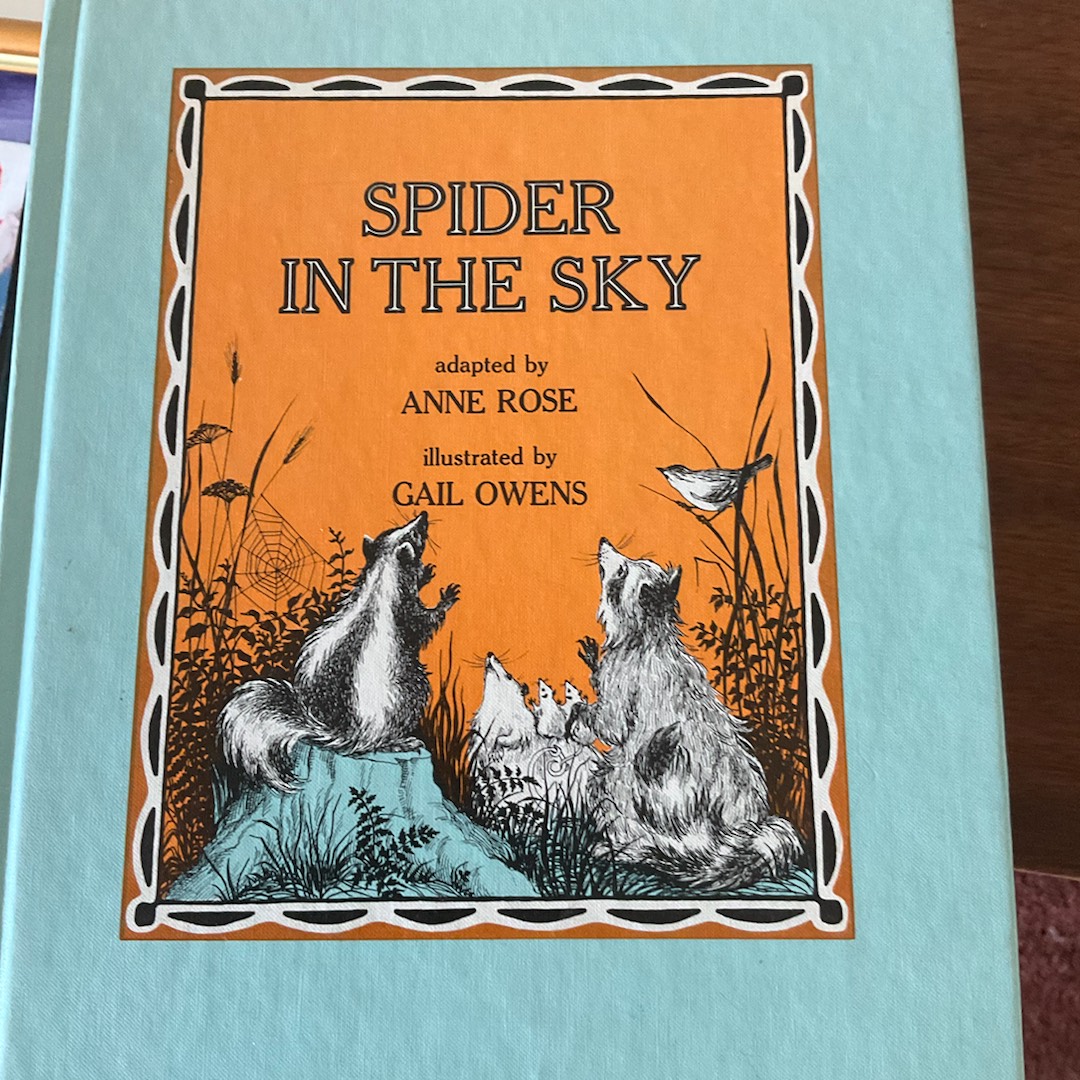 SPIDER
IN THE SKY
adapted by
ANNE ROSE
illustrated by
GAIL OWENS